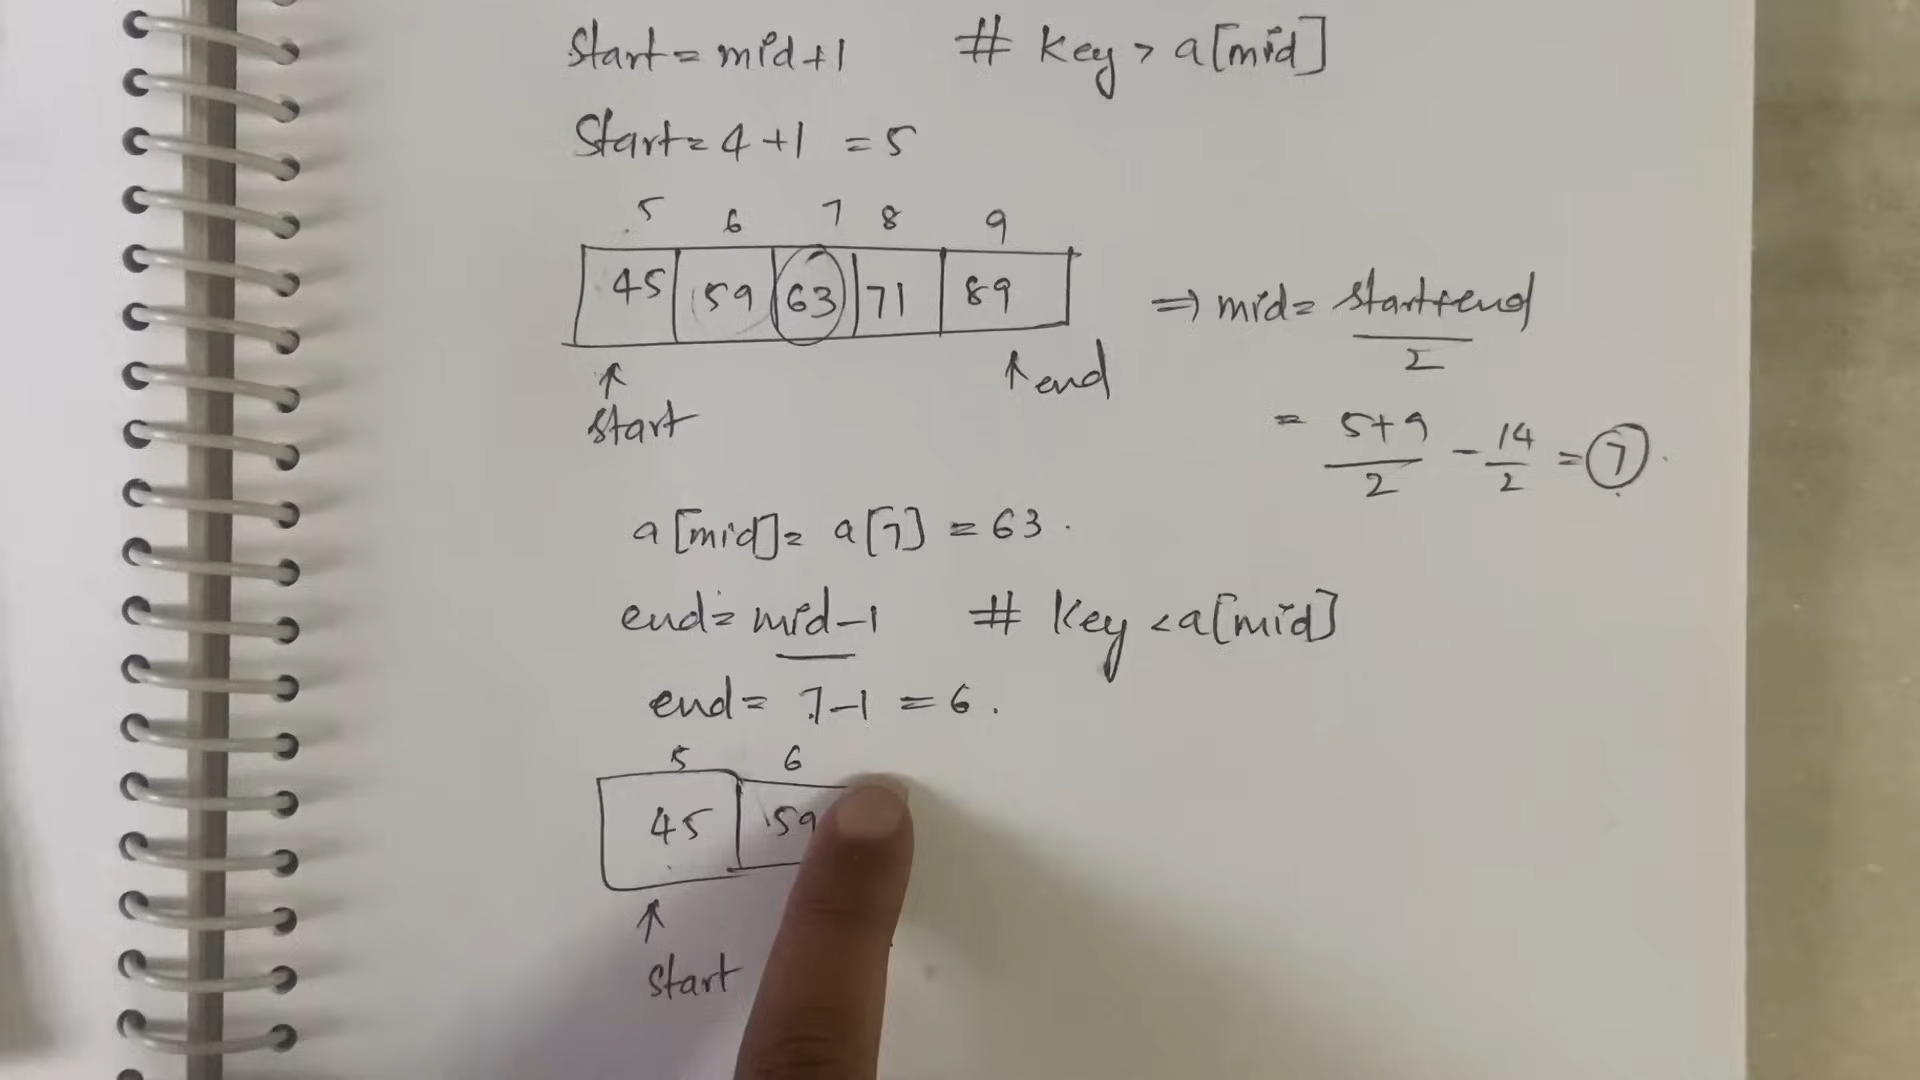 Start = mid+1 # Key > a[mid]
Start = 4 +1 = 5
5 6 7 8 9
45 59 63 71 89
⇒ mid = start+end
2
↑ start ↑ end
= 5+9 - 14 = 7
2 2
a[mid] = a[7] = 63.
end = mid-1 # Key < a[mid]
end = 7-1 = 6.
5 6
45 59
↑
start